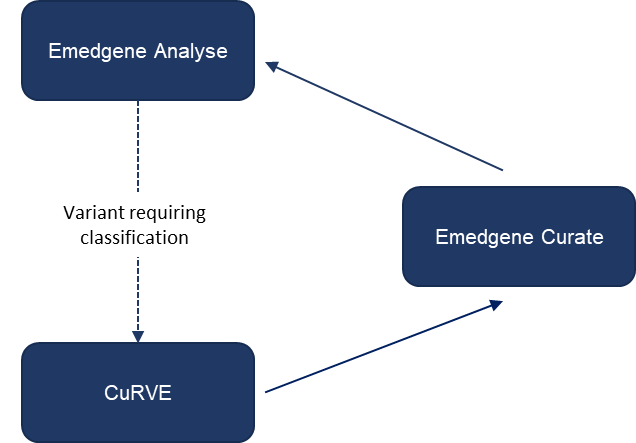 Emedgene Analyse
Variant requiring
classification
Emedgene Curate
CuRVE